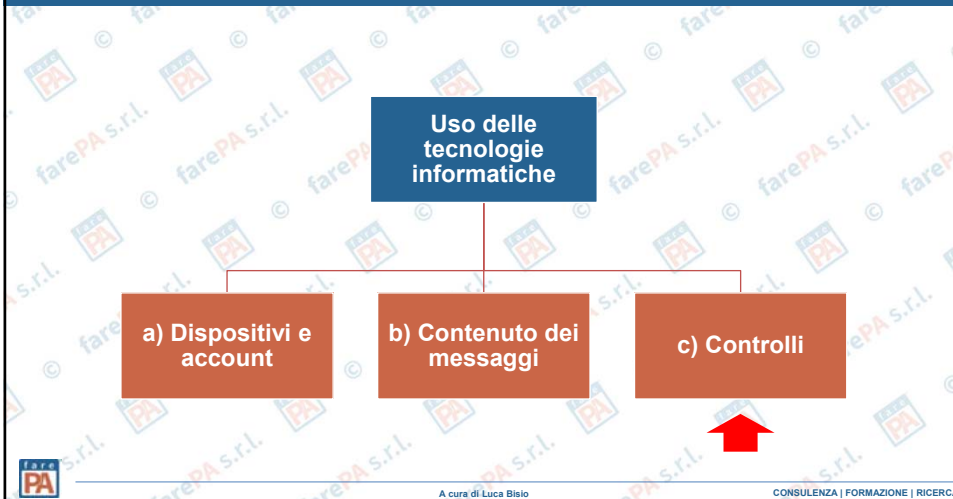 Uso delle
tecnologie
informatiche
a) Dispositivi e
account
b) Contenuto dei
messaggi
c) Controlli
fare
PA
A cura di Luca Bisio
CONSULENZA | FORMAZIONE | RICERCA
© farePA s.r.l.